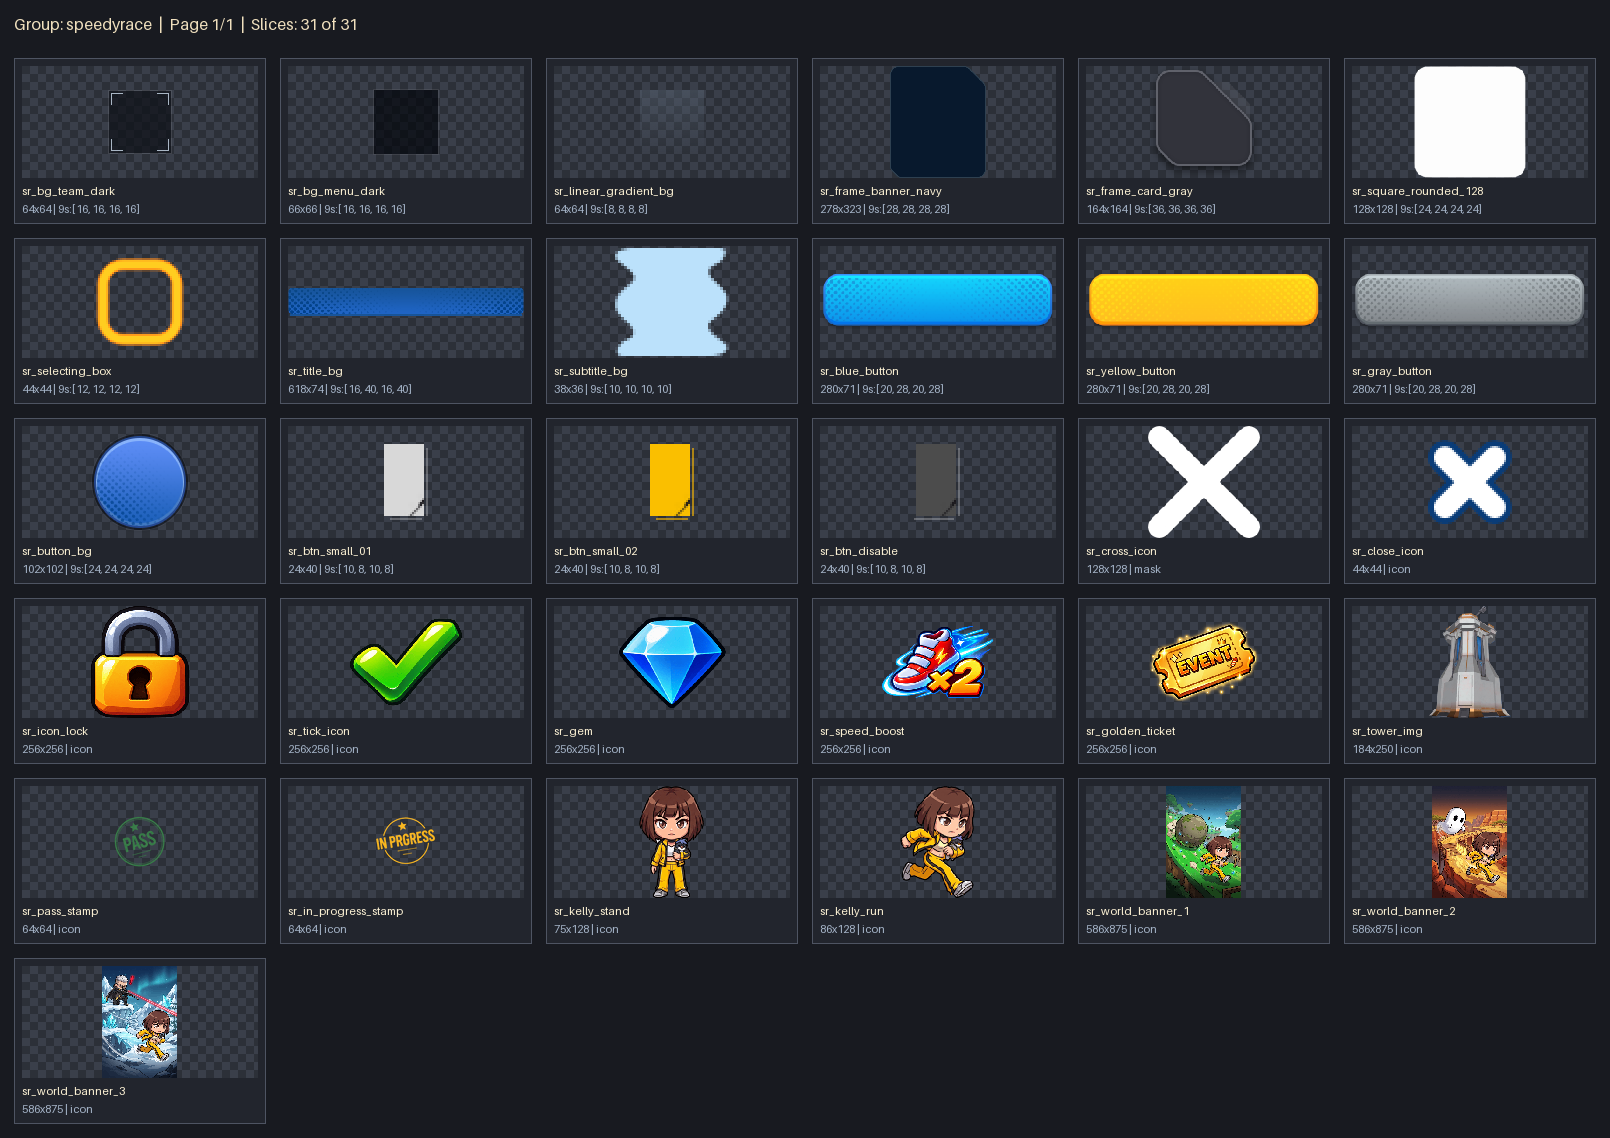 Group: speedyrace | Page 1/1 | Slices: 31 of 31
sr_bg_team_dark
64x64 | 9s:[16, 16, 16, 16]
sr_bg_menu_dark
66x66 | 9s:[16, 16, 16, 16]
sr_linear_gradient_bg
64x64 | 9s:[8, 8, 8, 8]
sr_frame_banner_navy
278x323 | 9s:[28, 28, 28, 28]
sr_frame_card_gray
164x164 | 9s:[36, 36, 36, 36]
sr_square_rounded_128
128x128 | 9s:[24, 24, 24, 24]
sr_selecting_box
44x44 | 9s:[12, 12, 12, 12]
sr_title_bg
618x74 | 9s:[16, 40, 16, 40]
sr_subtitle_bg
38x36 | 9s:[10, 10, 10, 10]
sr_blue_button
280x71 | 9s:[20, 28, 20, 28]
sr_yellow_button
280x71 | 9s:[20, 28, 20, 28]
sr_gray_button
280x71 | 9s:[20, 28, 20, 28]
sr_button_bg
102x102 | 9s:[24, 24, 24, 24]
sr_btn_small_01
24x40 | 9s:[10, 8, 10, 8]
sr_btn_small_02
24x40 | 9s:[10, 8, 10, 8]
sr_btn_disable
24x40 | 9s:[10, 8, 10, 8]
sr_cross_icon
128x128 | mask
sr_close_icon
44x44 | icon
sr_icon_lock
256x256 | icon
sr_tick_icon
256x256 | icon
sr_gem
256x256 | icon
x2
sr_speed_boost
256x256 | icon
EVENT
sr_golden_ticket
256x256 | icon
sr_tower_img
184x250 | icon
PASS
sr_pass_stamp
64x64 | icon
IN PRGRESS
sr_in_progress_stamp
64x64 | icon
sr_kelly_stand
75x128 | icon
sr_kelly_run
86x128 | icon
sr_world_banner_1
586x875 | icon
sr_world_banner_2
586x875 | icon
sr_world_banner_3
586x875 | icon